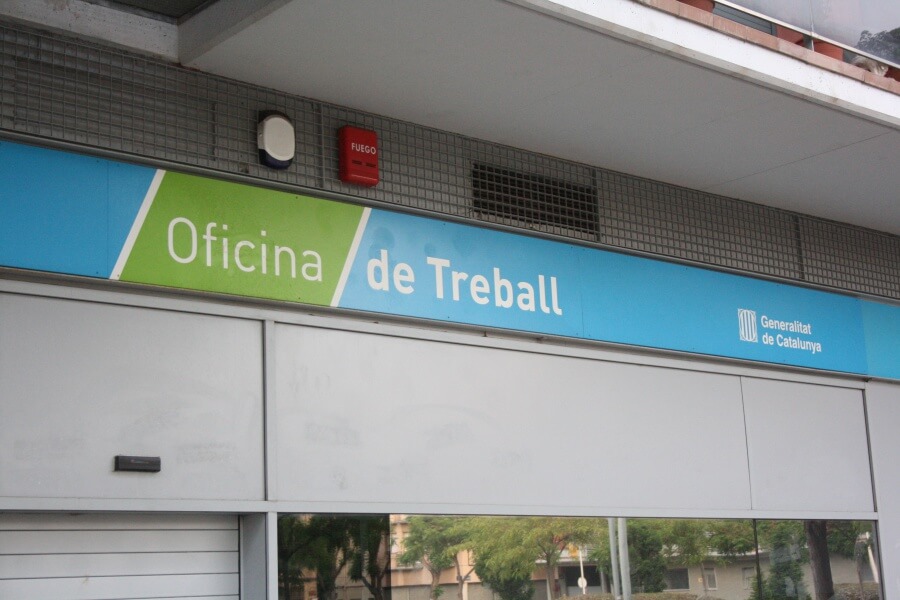 FUEGO
Oficina de Treball
Generalitat
de Catalunya